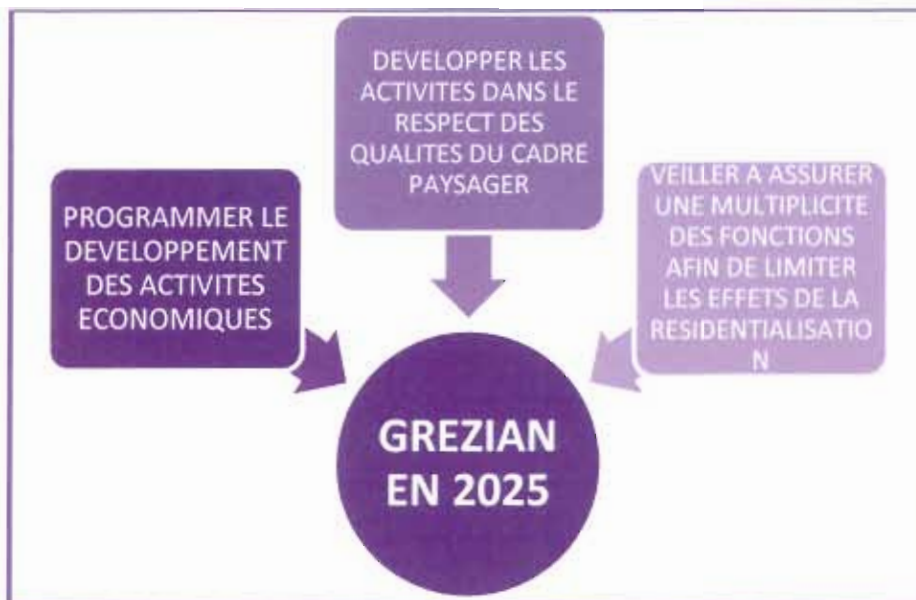 PROGRAMMER LE
DEVELOPPEMENT
DES ACTIVITES
ECONOMIQUES
DEVELOPPER LES
ACTIVITES DANS LE
RESPECT DES
QUALITES DU CADRE
PAYSAGER
VEILLER A ASSURER
UNE MULTIPLICITE
DES FONCTIONS
AFIN DE LIMITER
LES EFFETS DE LA
RESIDENTIALISATIO
N
GREZIAN
EN 2025